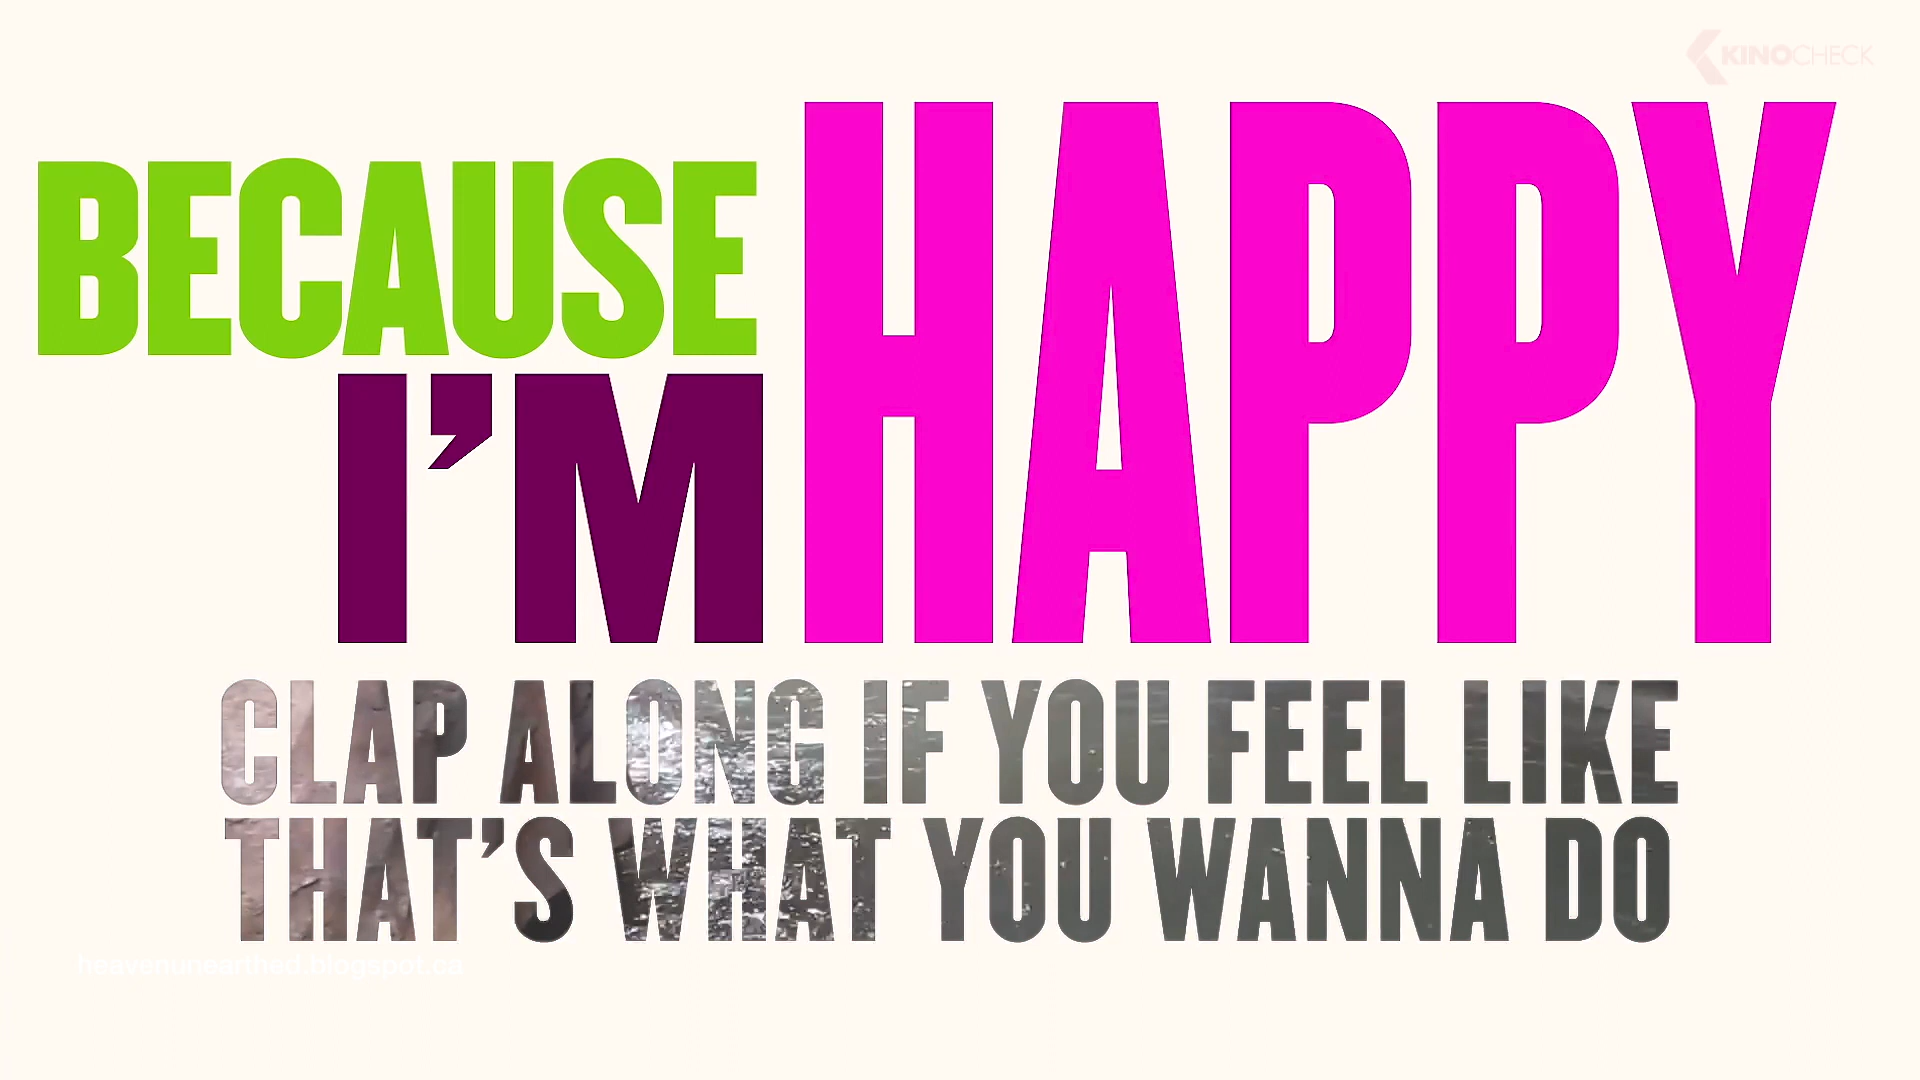 KINOCHECK
BECAUSE
I'M
HAPPY
CLAP ALONG IF YOU FEEL LIKE
THAT'S WHAT YOU WANNA DO
heavenunearthed.blogspot.ca